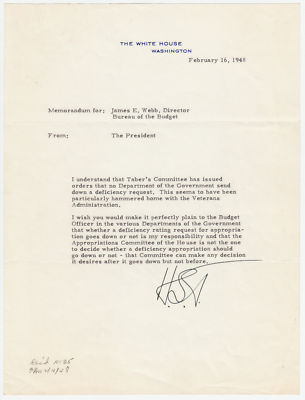 THE WHITE HOUSE
WASHINGTON
February 16, 1948
Memorandum for: James E. Webb, Director
Bureau of the Budget
From: The President
I understand that Taber's Committee has issued
orders that no Department of the Government send
down a deficiency request. This seems to have been
particularly hammered home with the Veterans
Administration.
I wish you would make it perfectly plain to the Budget
Officer in the various Departments of the Government
that whether a deficiency rating request for appropria-
tion goes down or not is my responsibility and that the
Appropriations Committee of the House is not the one
to decide whether a deficiency appropriation should
go down or not - that Committee can make any decision
it desires after it goes down but not before.
H.S.T.